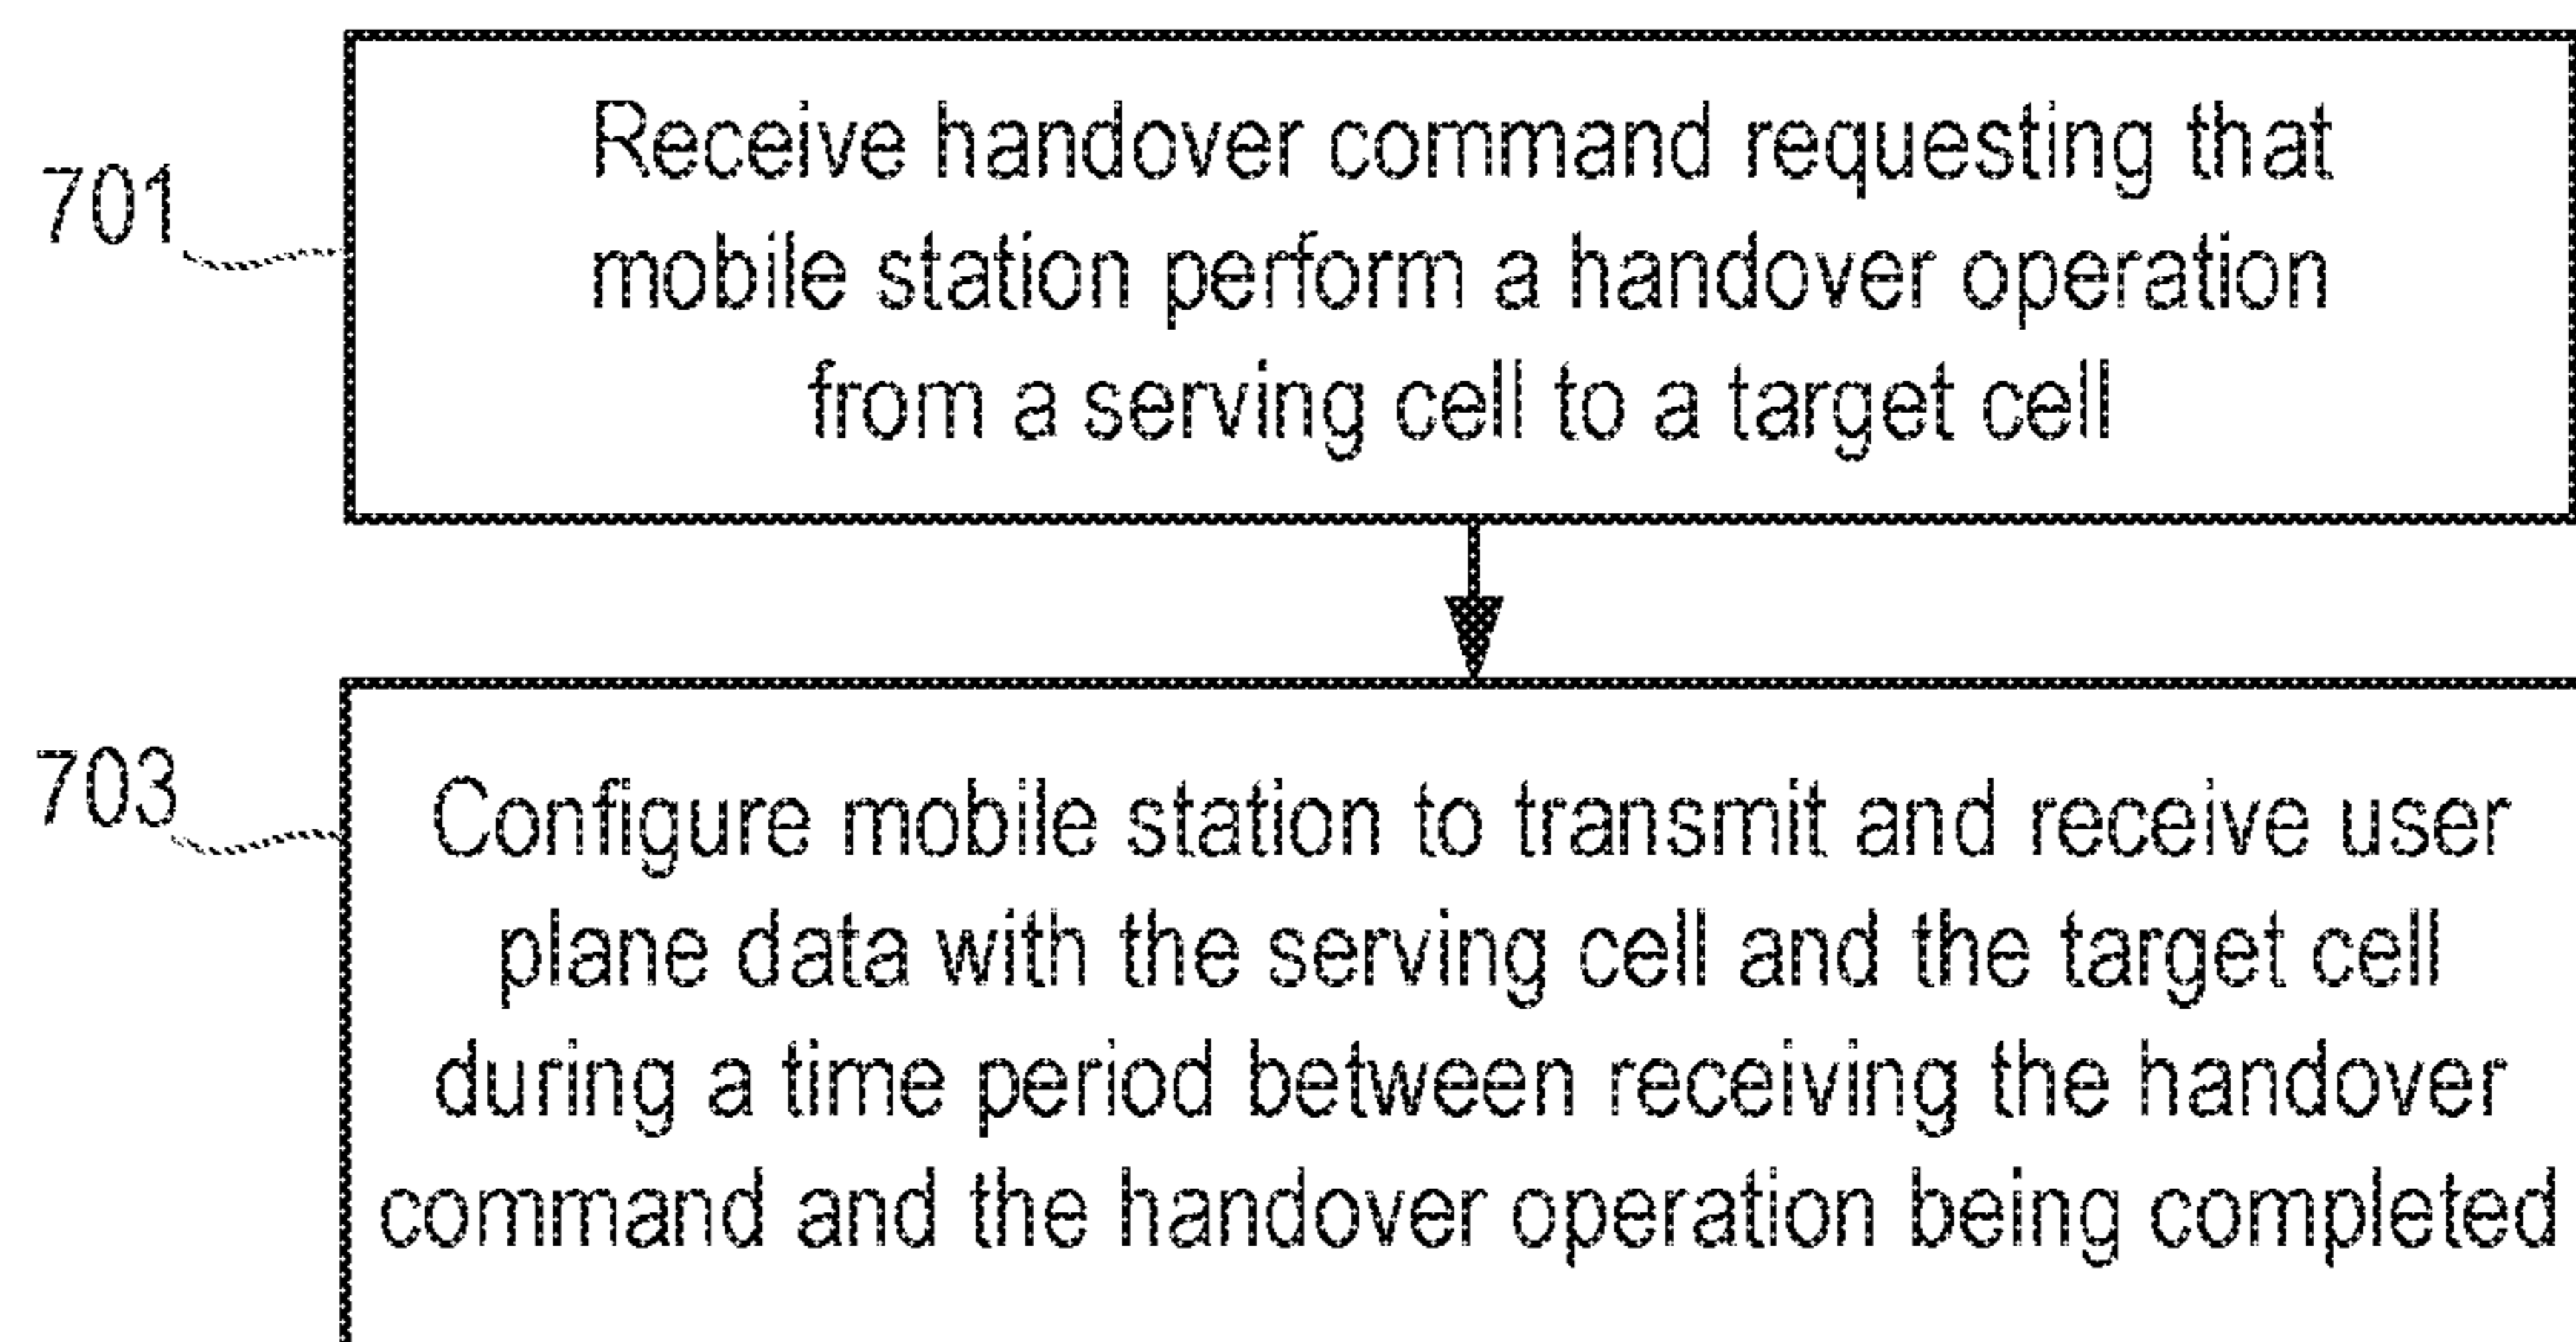 701
Receive handover command requesting that
mobile station perform a handover operation
from a serving cell to a target cell
703
Configure mobile station to transmit and receive user
plane data with the serving cell and the target cell
during a time period between receiving the handover
command and the handover operation being completed